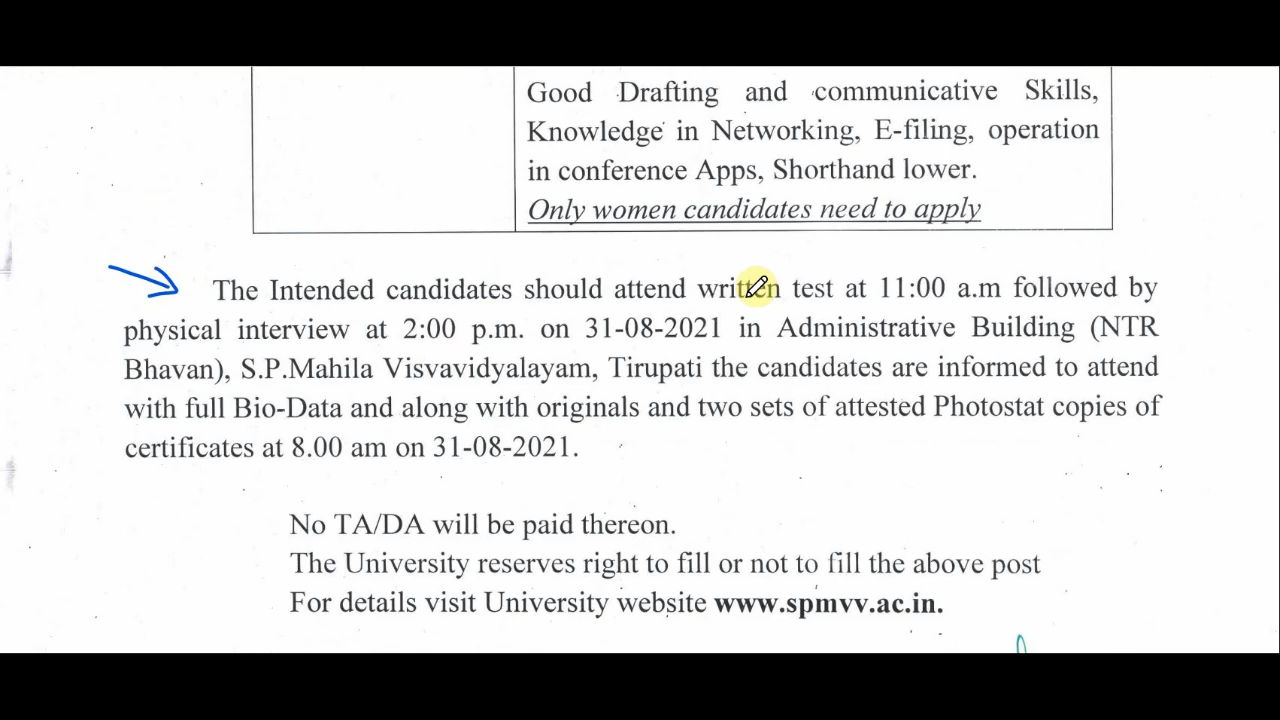 Good Drafting and communicative Skills,
Knowledge in Networking, E-filing, operation
in conference Apps, Shorthand lower.
Only women candidates need to apply
The Intended candidates should attend written test at 11:00 a.m followed by
physical interview at 2:00 p.m. on 31-08-2021 in Administrative Building (NTR
Bhavan), S.P.Mahila Visvavidyalayam, Tirupati the candidates are informed to attend
with full Bio-Data and along with originals and two sets of attested Photostat copies of
certificates at 8.00 am on 31-08-2021.
No TA/DA will be paid thereon.
The University reserves right to fill or not to fill the above post
For details visit University website www.spmvv.ac.in.